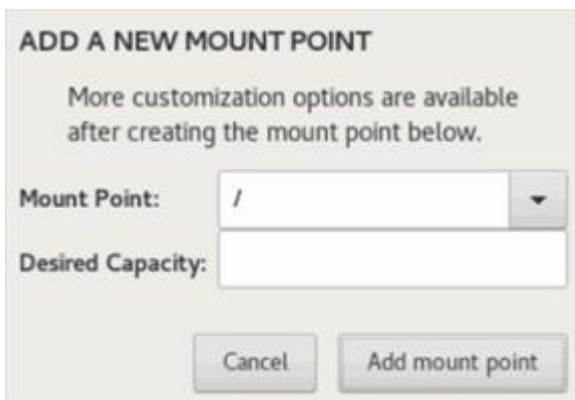 ADD A NEW MOUNT POINT
More customization options are available
after creating the mount point below.
Mount Point: /
Desired Capacity:
Cancel Add mount point